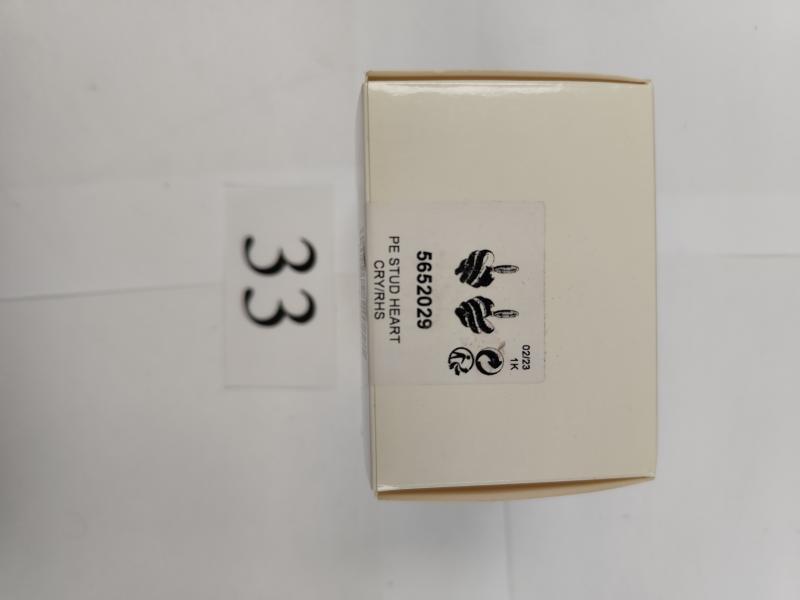 33
02/23
1K
5652029
PE STUD HEART
CRY/RHS